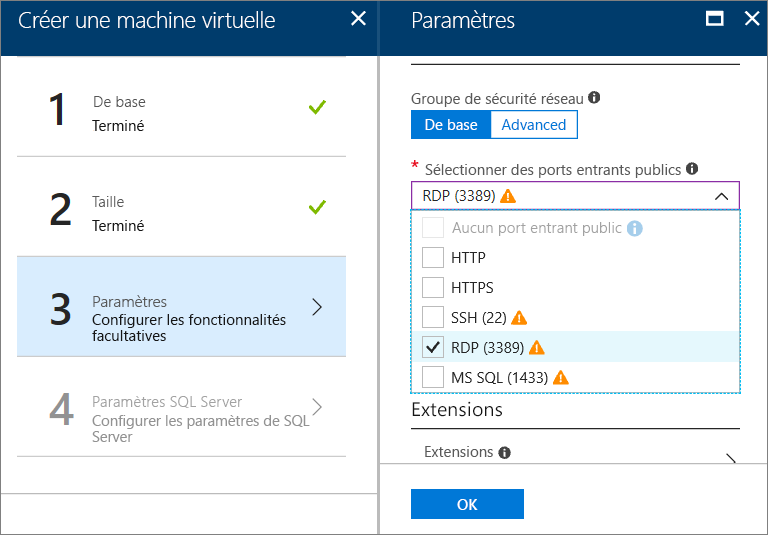 Créer une machine virtuelle
1
De base
Terminé
2
Taille
Terminé
3
Paramètres
Configurer les fonctionnalités
facultatives
4
Paramètres SQL Server
Configurer les paramètres de SQL
Server
Paramètres
Groupe de sécurité réseau
De base
Advanced
* Sélectionner des ports entrants publics
RDP (3389)
Aucun port entrant public
HTTP
HTTPS
SSH (22)
RDP (3389)
MS SQL (1433)
Extensions
Extensions
OK